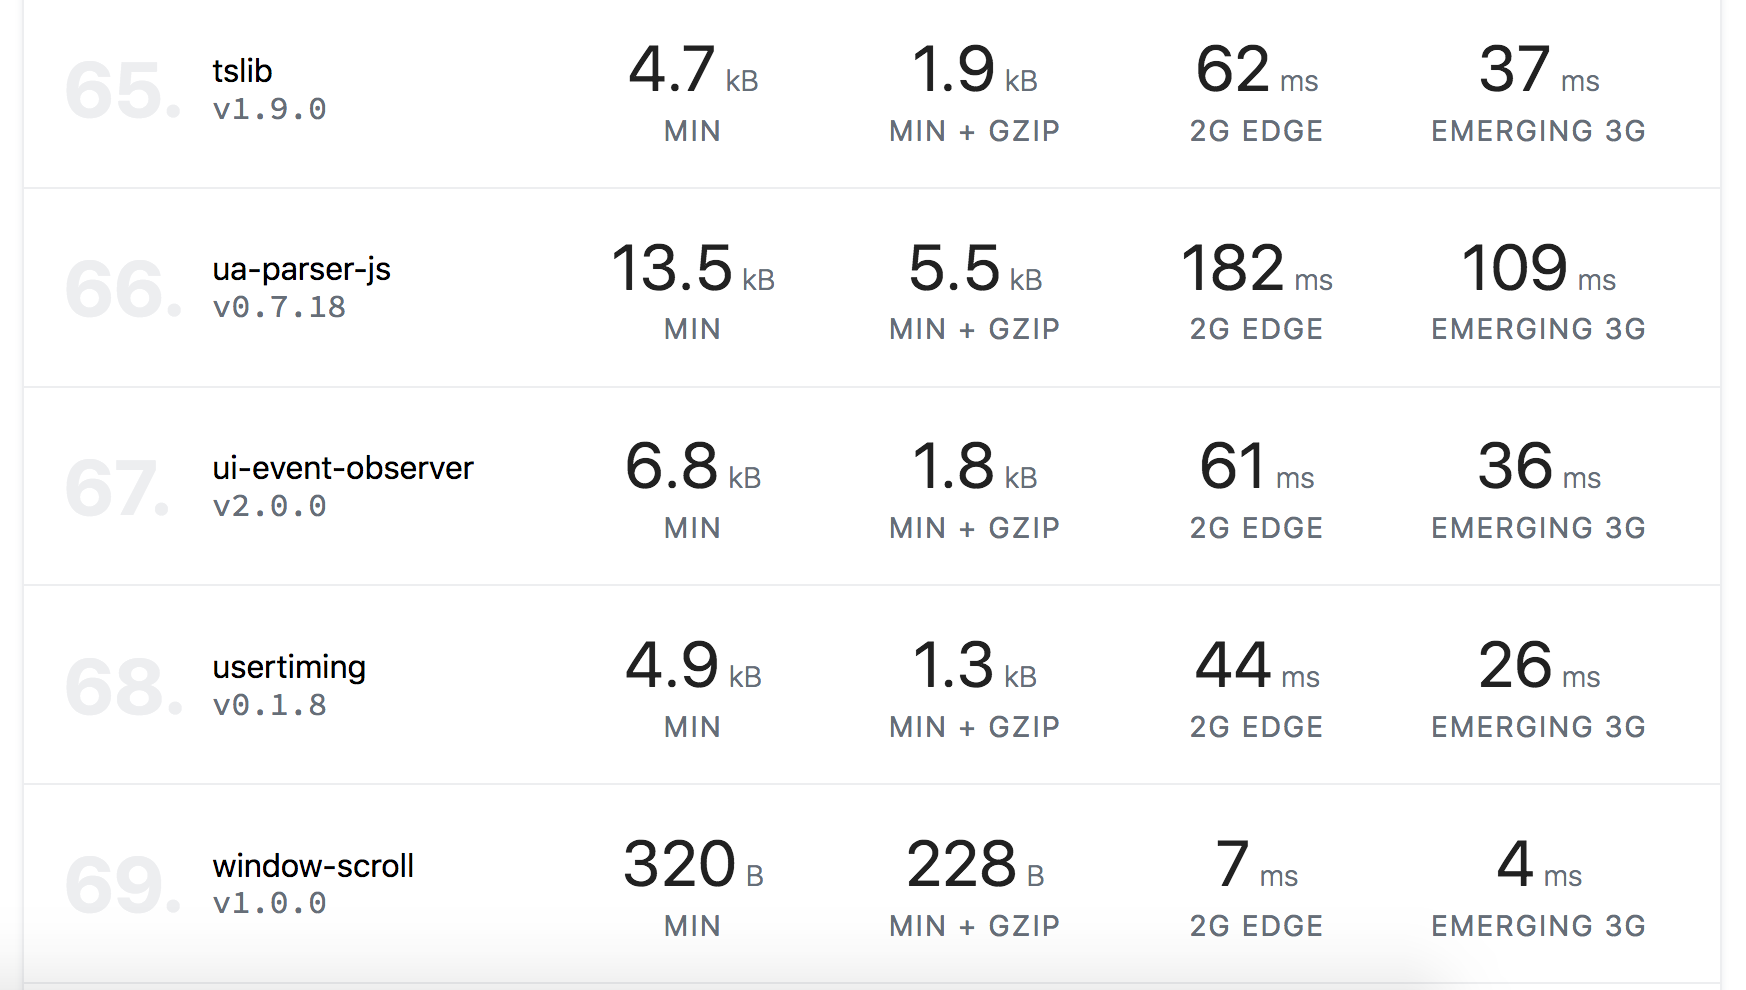 65. tslib 4.7 kB 1.9 kB 62 ms 37 ms
v1.9.0 MIN MIN + GZIP 2G EDGE EMERGING 3G
66. ua-parser-js 13.5 kB 5.5 kB 182 ms 109 ms
v0.7.18 MIN MIN + GZIP 2G EDGE EMERGING 3G
67. ui-event-observer 6.8 kB 1.8 kB 61 ms 36 ms
v2.0.0 MIN MIN + GZIP 2G EDGE EMERGING 3G
68. usertiming 4.9 kB 1.3 kB 44 ms 26 ms
v0.1.8 MIN MIN + GZIP 2G EDGE EMERGING 3G
69. window-scroll 320 B 228 B 7 ms 4 ms
v1.0.0 MIN MIN + GZIP 2G EDGE EMERGING 3G